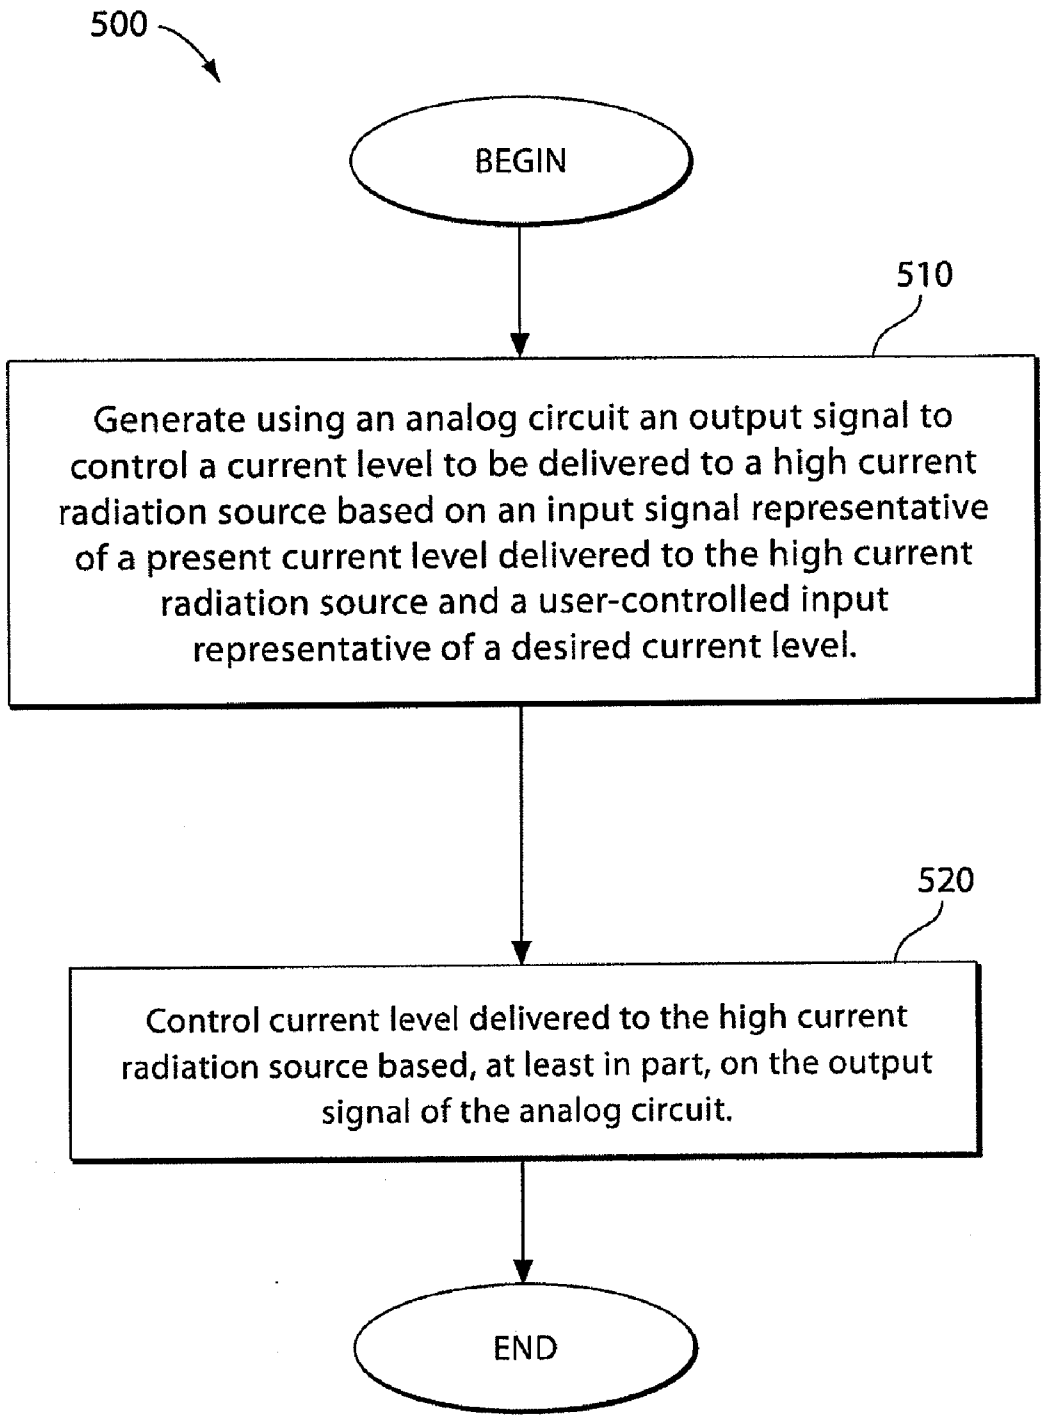 500
BEGIN
510
Generate using an analog circuit an output signal to
control a current level to be delivered to a high current
radiation source based on an input signal representative
of a present current level delivered to the high current
radiation source and a user-controlled input
representative of a desired current level.
520
Control current level delivered to the high current
radiation source based, at least in part, on the output
signal of the analog circuit.
END